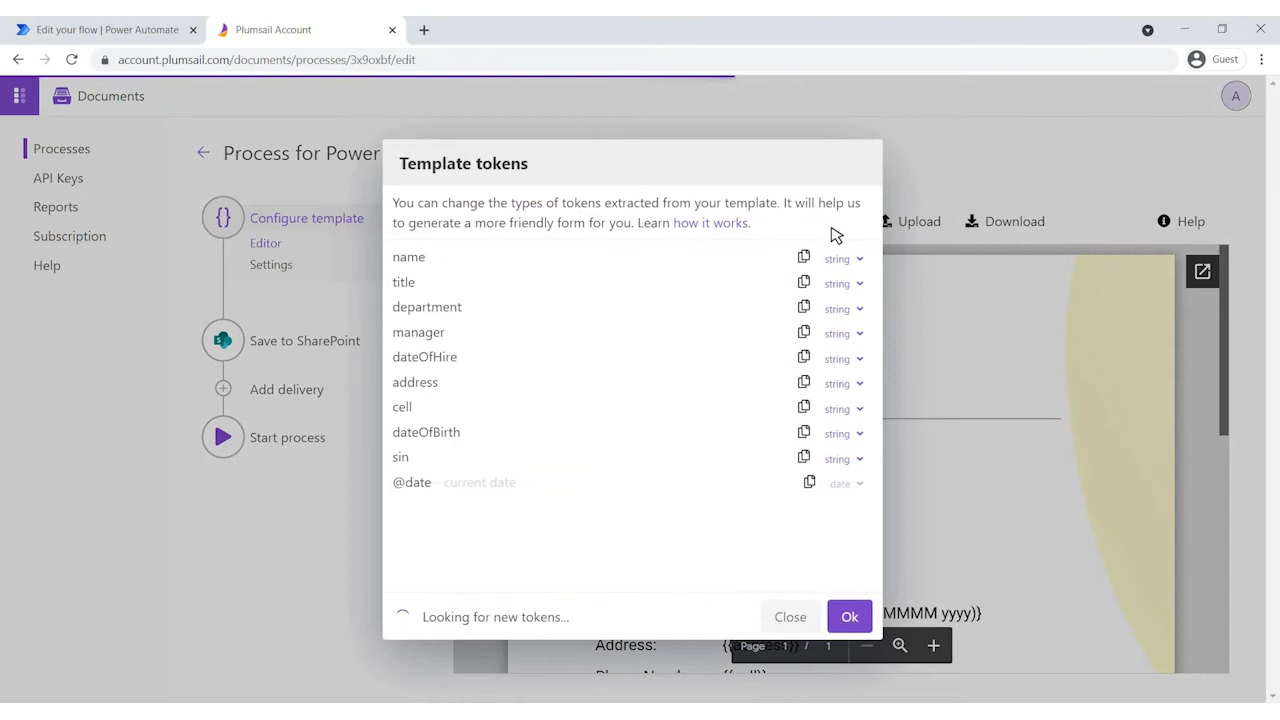 Edit your flow | Power Automate
Plumsail Account
account.plumsail.com/documents/processes/3x9oxbf/edit
Guest
Documents
A
Processes
API Keys
Reports
Subscription
Help
Process for Power
Configure template
Editor
Settings
Save to SharePoint
Add delivery
Start process
Upload
Download
Help
Template tokens
You can change the types of tokens extracted from your template. It will help us
to generate a more friendly form for you. Learn how it works.
name string
title string
department string
manager string
dateOfHire string
address string
cell string
dateOfBirth string
sin string
@date - current date date
Looking for new tokens...
Close
Ok
MMMM yyyy)}
Address:
Page 1 / 1